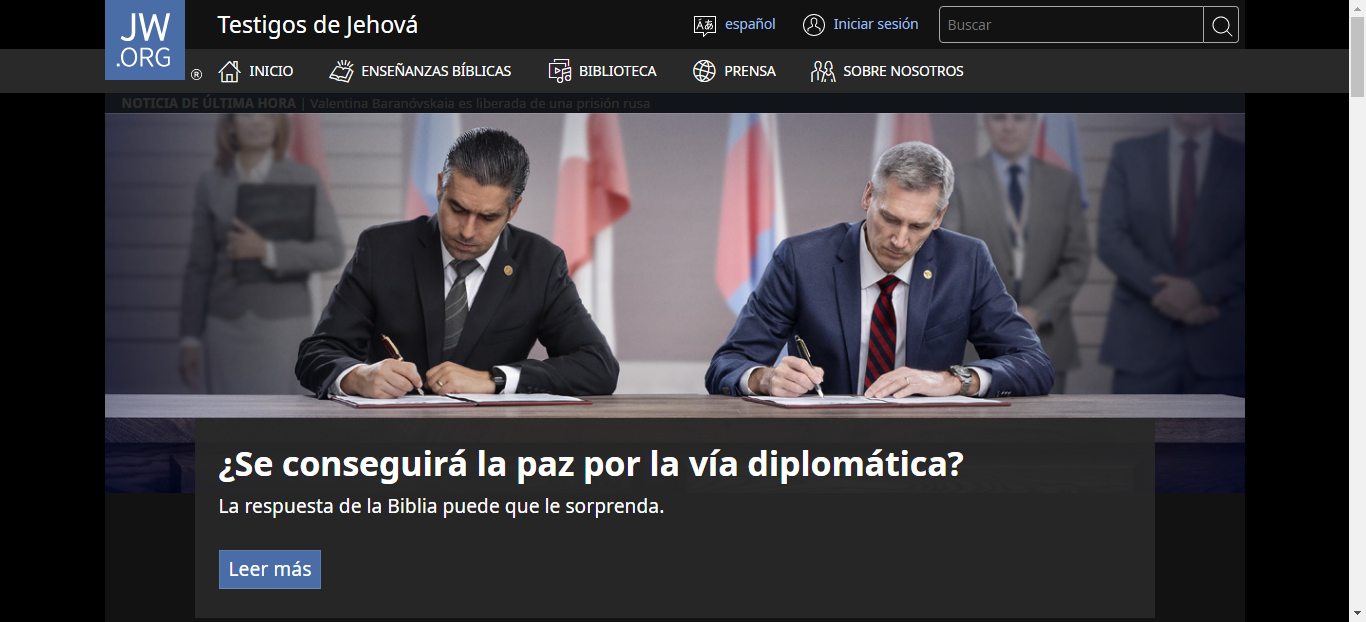 JW
.ORG
®
Testigos de Jehová
español
Iniciar sesión
Buscar
INICIO
ENSEÑANZAS BÍBLICAS
BIBLIOTECA
PRENSA
SOBRE NOSOTROS
NOTICIA DE ÚLTIMA HORA | Valentina Baranóvskaia es liberada de una prisión rusa
¿Se conseguirá la paz por la vía diplomática?
La respuesta de la Biblia puede que le sorprenda.
Leer más